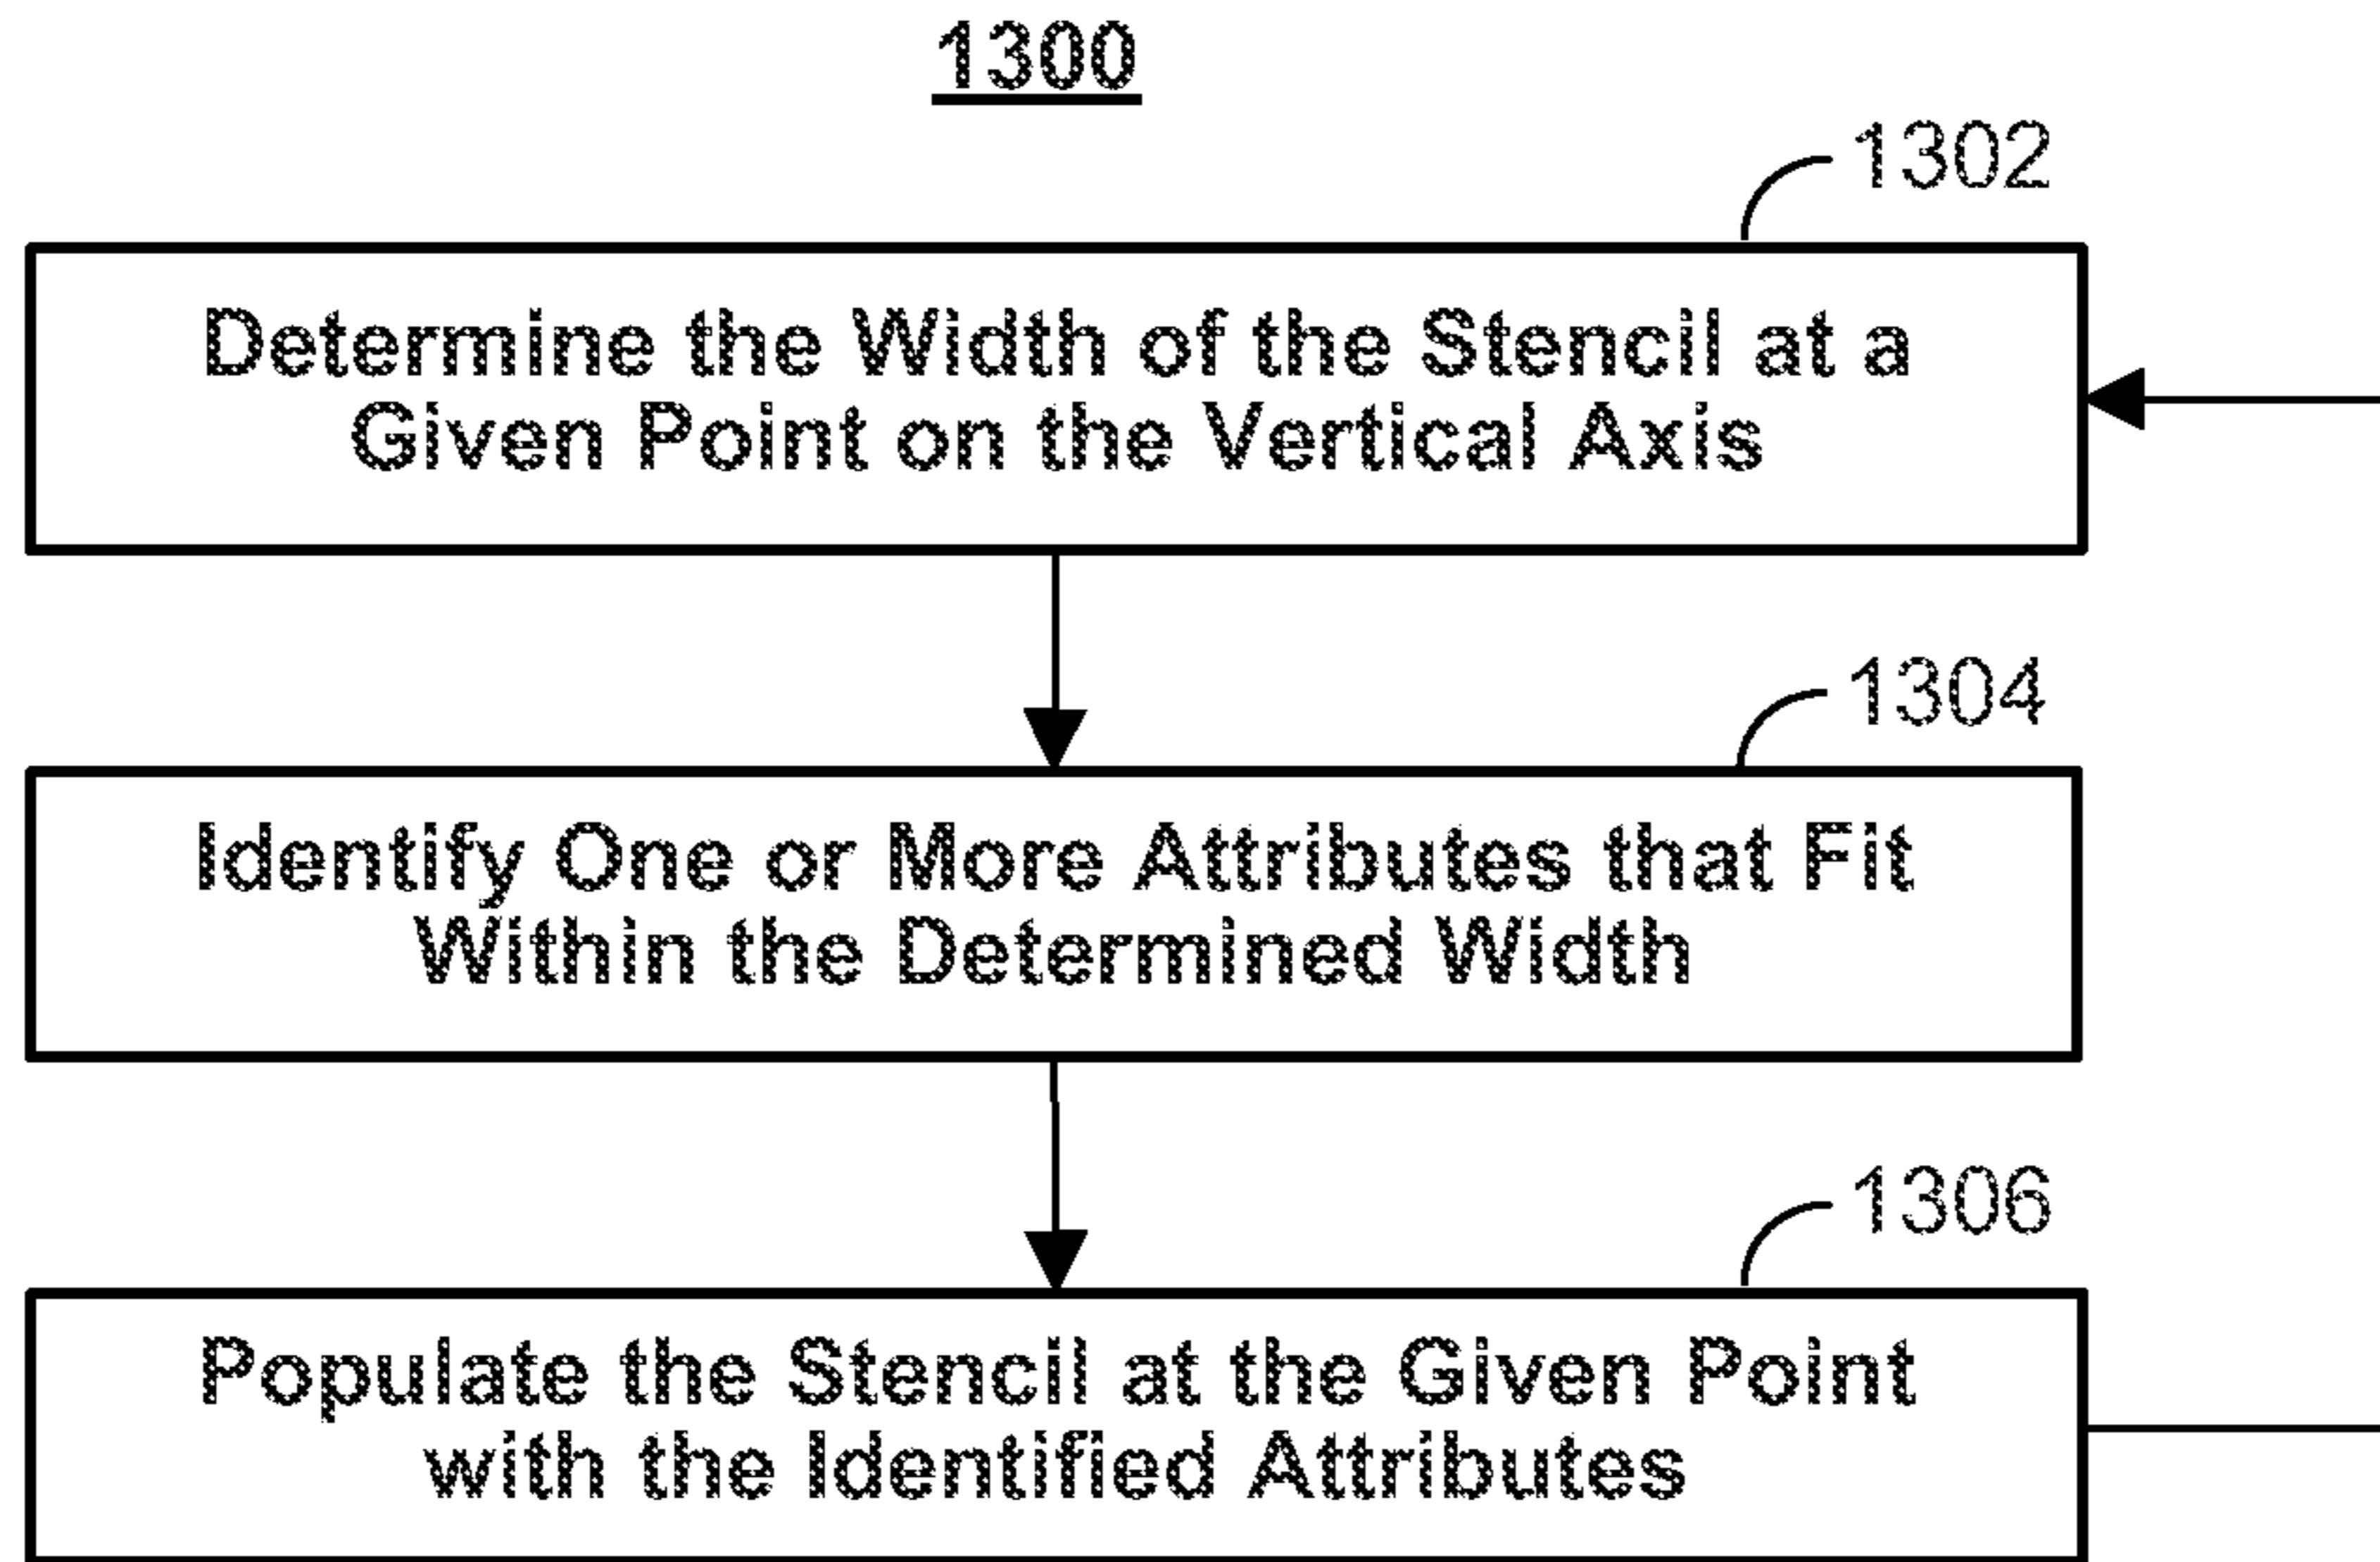 1300
1302
Determine the Width of the Stencil at a
Given Point on the Vertical Axis
1304
Identify One or More Attributes that Fit
Within the Determined Width
1306
Populate the Stencil at the Given Point
with the Identified Attributes